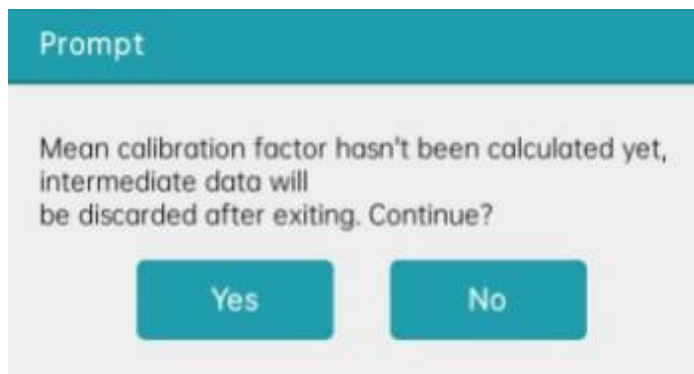 Prompt
Mean calibration factor hasn't been calculated yet,
intermediate data will
be discarded after exiting. Continue?
Yes No